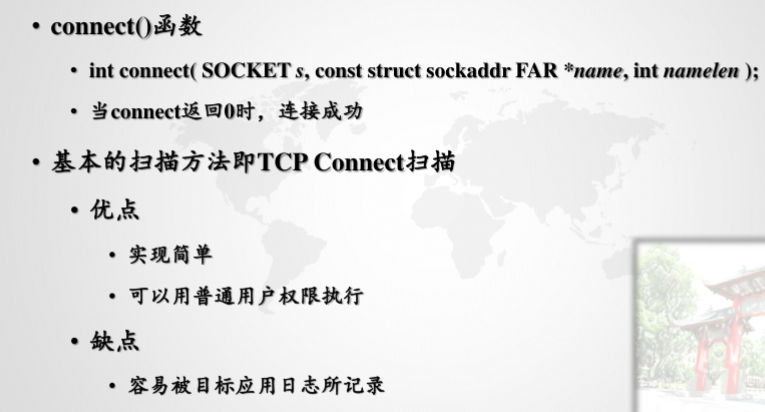 • connect()函数
• int connect( SOCKET s, const struct sockaddr FAR *name, int namelen );
• 当connect返回0时，连接成功
• 基本的扫描方法即TCP Connect扫描
• 优点
• 实现简单
• 可以用普通用户权限执行
• 缺点
• 容易被目标应用日志所记录